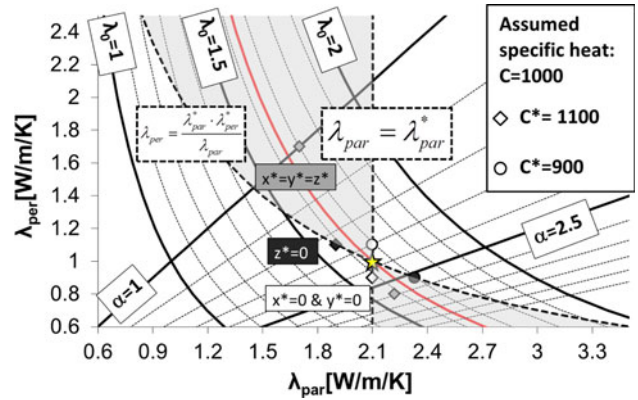 λper[W/m/K]
2.4
2.2
2
1.8
1.6
1.4
1.2
1
0.8
0.6
λ0=1
λ0=1.5
λ0=2
λper = λ*par · λ*per / λpar
λpar = λ*par
x*=y*=z*
z*=0
x*=0 & y*=0
α=1
α=2.5
0.6 0.9 1.2 1.5 1.8 2.1 2.4 2.7 3 3.3
λpar[W/m/K]
Assumed
specific heat:
C=1000
C*= 1100
C*=900